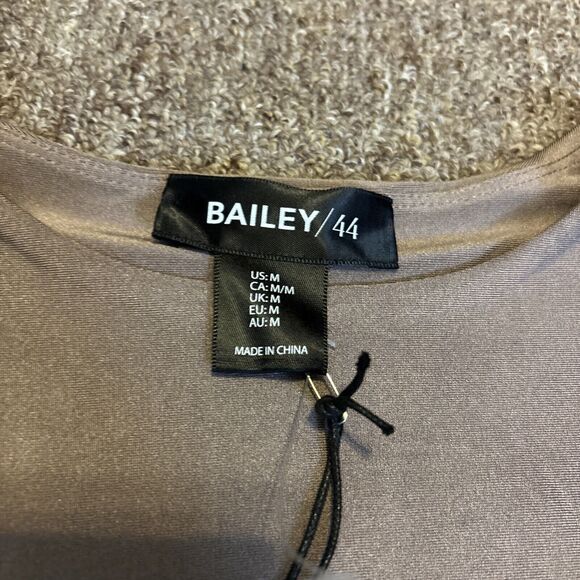 BAILEY/44
US: M
CA: M/M
UK: M
EU: M
AU: M
MADE IN CHINA